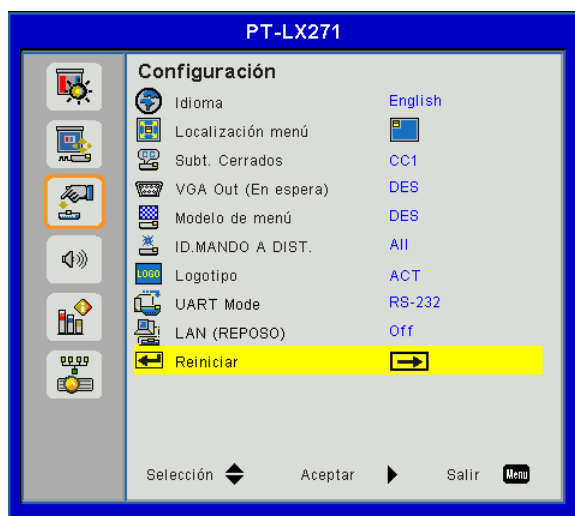 PT-LX271
Configuración
Idioma English
Localización menú
Subt. Cerrados CC1
VGA Out (En espera) DES
Modelo de menú DES
ID.MANDO A DIST. All
LOGO Logotipo ACT
UART Mode RS-232
LAN (REPOSO) Off
Reiniciar
Selección Aceptar Salir Menu